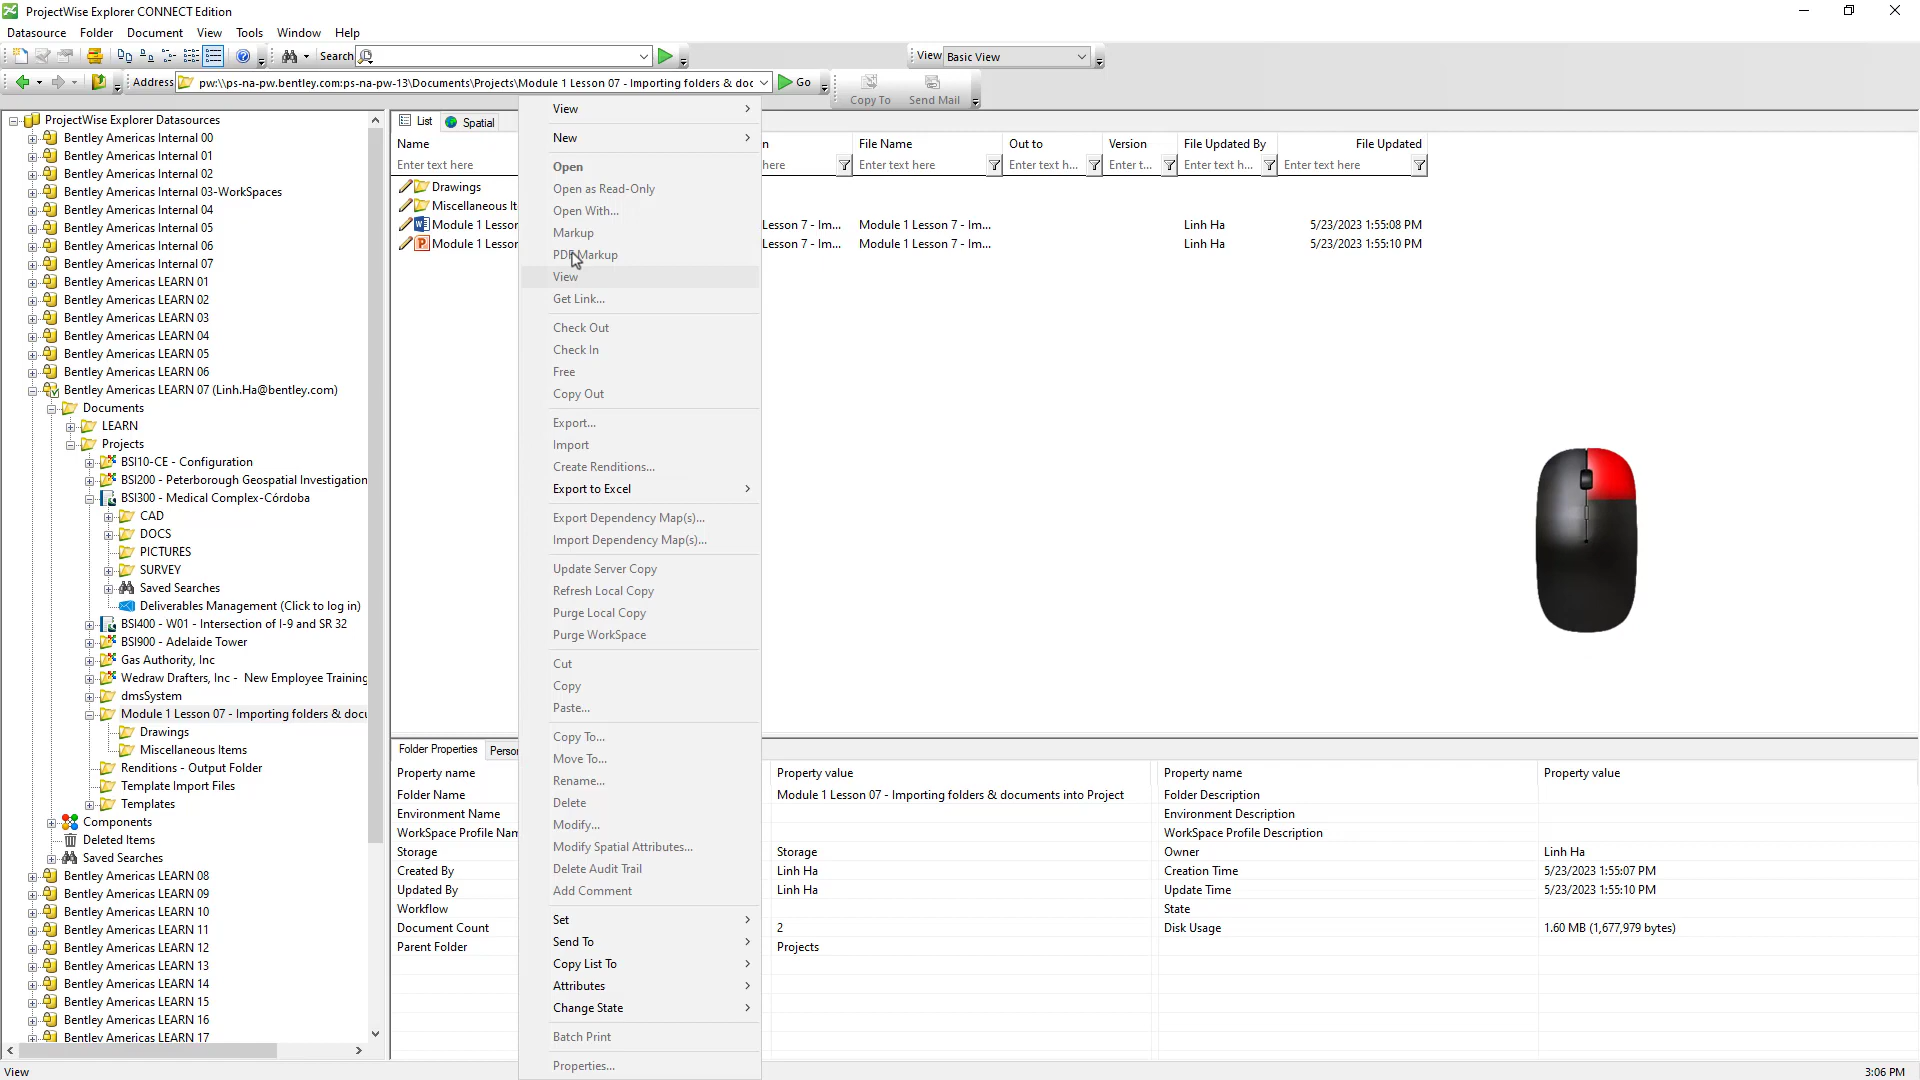 ProjectWise Explorer CONNECT Edition
Datasource Folder Document View Tools Window Help
Search View Basic View
Address pw:\\ps-na-pw.bentley.com:ps-na-pw-13\Documents\Projects\Module 1 Lesson 07 - Importing folders & doc Go Copy To Send Mail
ProjectWise Explorer Datasources
Bentley Americas Internal 00
Bentley Americas Internal 01
Bentley Americas Internal 02
Bentley Americas Internal 03-WorkSpaces
Bentley Americas Internal 04
Bentley Americas Internal 05
Bentley Americas Internal 06
Bentley Americas Internal 07
Bentley Americas LEARN 01
Bentley Americas LEARN 02
Bentley Americas LEARN 03
Bentley Americas LEARN 04
Bentley Americas LEARN 05
Bentley Americas LEARN 06
Bentley Americas LEARN 07 (Linh.Ha@bentley.com)
Documents
LEARN
Projects
BSI10-CE - Configuration
BSI200 - Peterborough Geospatial Investigation
BSI300 - Medical Complex-Córdoba
CAD
DOCS
PICTURES
SURVEY
Saved Searches
Deliverables Management (Click to log in)
BSI400 - W01 - Intersection of I-9 and SR 32
BSI900 - Adelaide Tower
Gas Authority, Inc
Wedraw Drafters, Inc - New Employee Training
dmsSystem
Module 1 Lesson 07 - Importing folders & docu
Drawings
Miscellaneous Items
Renditions - Output Folder
Template Import Files
Templates
Components
Deleted Items
Saved Searches
Bentley Americas LEARN 08
Bentley Americas LEARN 09
Bentley Americas LEARN 10
Bentley Americas LEARN 11
Bentley Americas LEARN 12
Bentley Americas LEARN 13
Bentley Americas LEARN 14
Bentley Americas LEARN 15
Bentley Americas LEARN 16
Bentley Americas LEARN 17
List Spatial
Name n File Name Out to Version File Updated By File Updated
Enter text here here Enter text here Enter text h... Enter t... Enter text here Enter text here
Drawings
Miscellaneous It
Module 1 Lesson Lesson 7 - Im... Module 1 Lesson 7 - Im... Linh Ha 5/23/2023 1:55:08 PM
Module 1 Lesson Lesson 7 - Im... Module 1 Lesson 7 - Im... Linh Ha 5/23/2023 1:55:10 PM
View
New
Open
Open as Read-Only
Open With...
Markup
PDF Markup
View
Get Link...
Check Out
Check In
Free
Copy Out
Export...
Import
Create Renditions...
Export to Excel
Export Dependency Map(s)...
Import Dependency Map(s)...
Update Server Copy
Refresh Local Copy
Purge Local Copy
Purge WorkSpace
Cut
Copy
Paste...
Copy To...
Move To...
Rename...
Delete
Modify...
Modify Spatial Attributes...
Delete Audit Trail
Add Comment
Set
Send To
Copy List To
Attributes
Change State
Batch Print
Properties...
Folder Properties Person
Property name Property value Property name Property value
Folder Name Module 1 Lesson 07 - Importing folders & documents into Project Folder Description
Environment Name Environment Description
WorkSpace Profile Nam WorkSpace Profile Description
Storage Storage Owner Linh Ha
Created By Linh Ha Creation Time 5/23/2023 1:55:07 PM
Updated By Linh Ha Update Time 5/23/2023 1:55:10 PM
Workflow State
Document Count 2 Disk Usage 1.60 MB (1,677,979 bytes)
Parent Folder Projects
View 3:06 PM